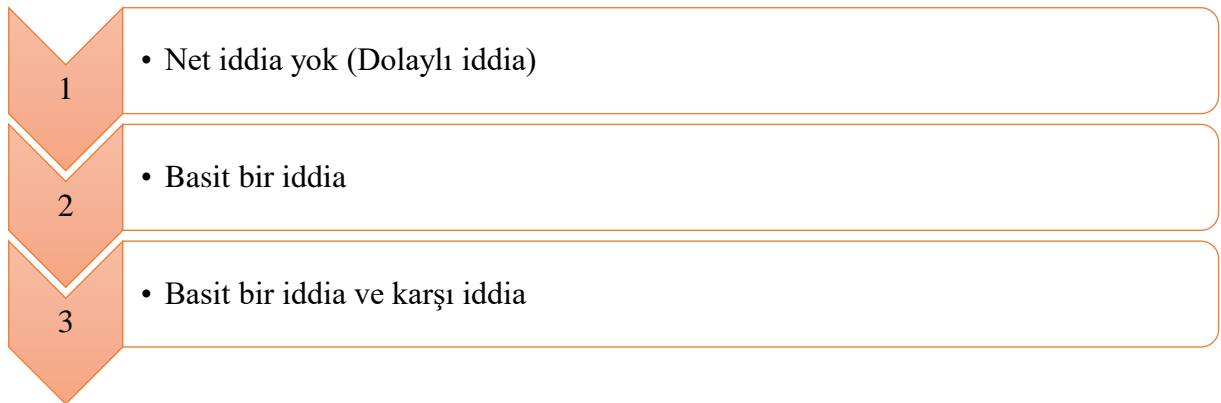 1
• Net iddia yok (Dolaylı iddia)
2
• Basit bir iddia
3
• Basit bir iddia ve karşı iddia